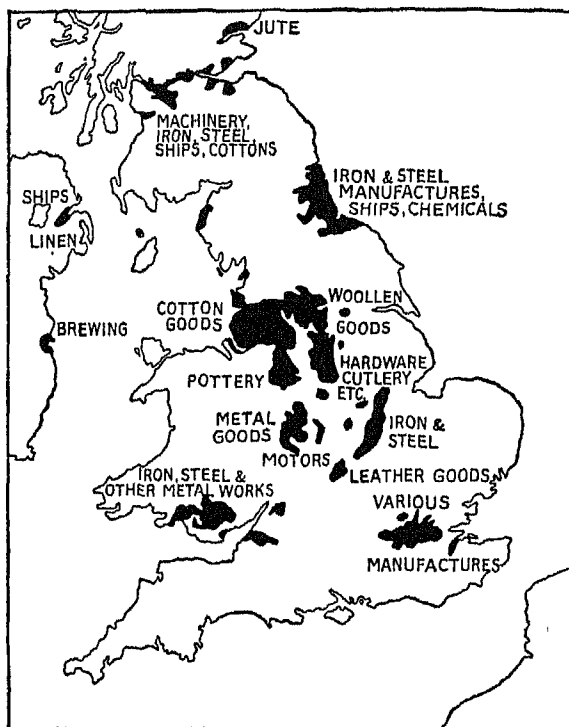 JUTE
MACHINERY,
IRON, STEEL,
SHIPS, COTTONS
IRON & STEEL
MANUFACTURES,
SHIPS, CHEMICALS
SHIPS
LINEN
COTTON
GOODS
WOOLLEN
GOODS
BREWING
HARDWARE
CUTLERY
ETC.
POTTERY
METAL
GOODS
IRON &
STEEL
MOTORS
LEATHER GOODS
IRON, STEEL &
OTHER METAL WORKS
VARIOUS
MANUFACTURES